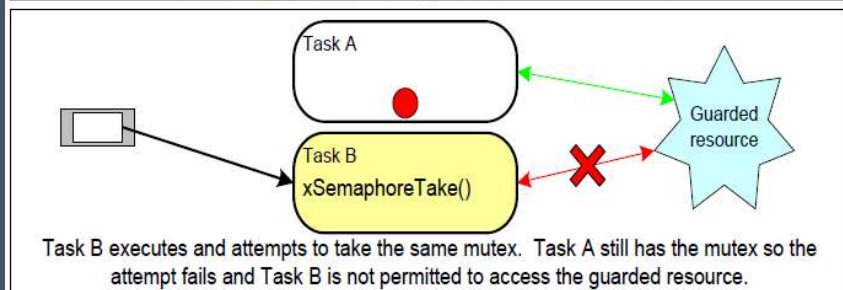 Task A
Guarded
resource
Task B
xSemaphoreTake()
Task B executes and attempts to take the same mutex. Task A still has the mutex so the
attempt fails and Task B is not permitted to access the guarded resource.